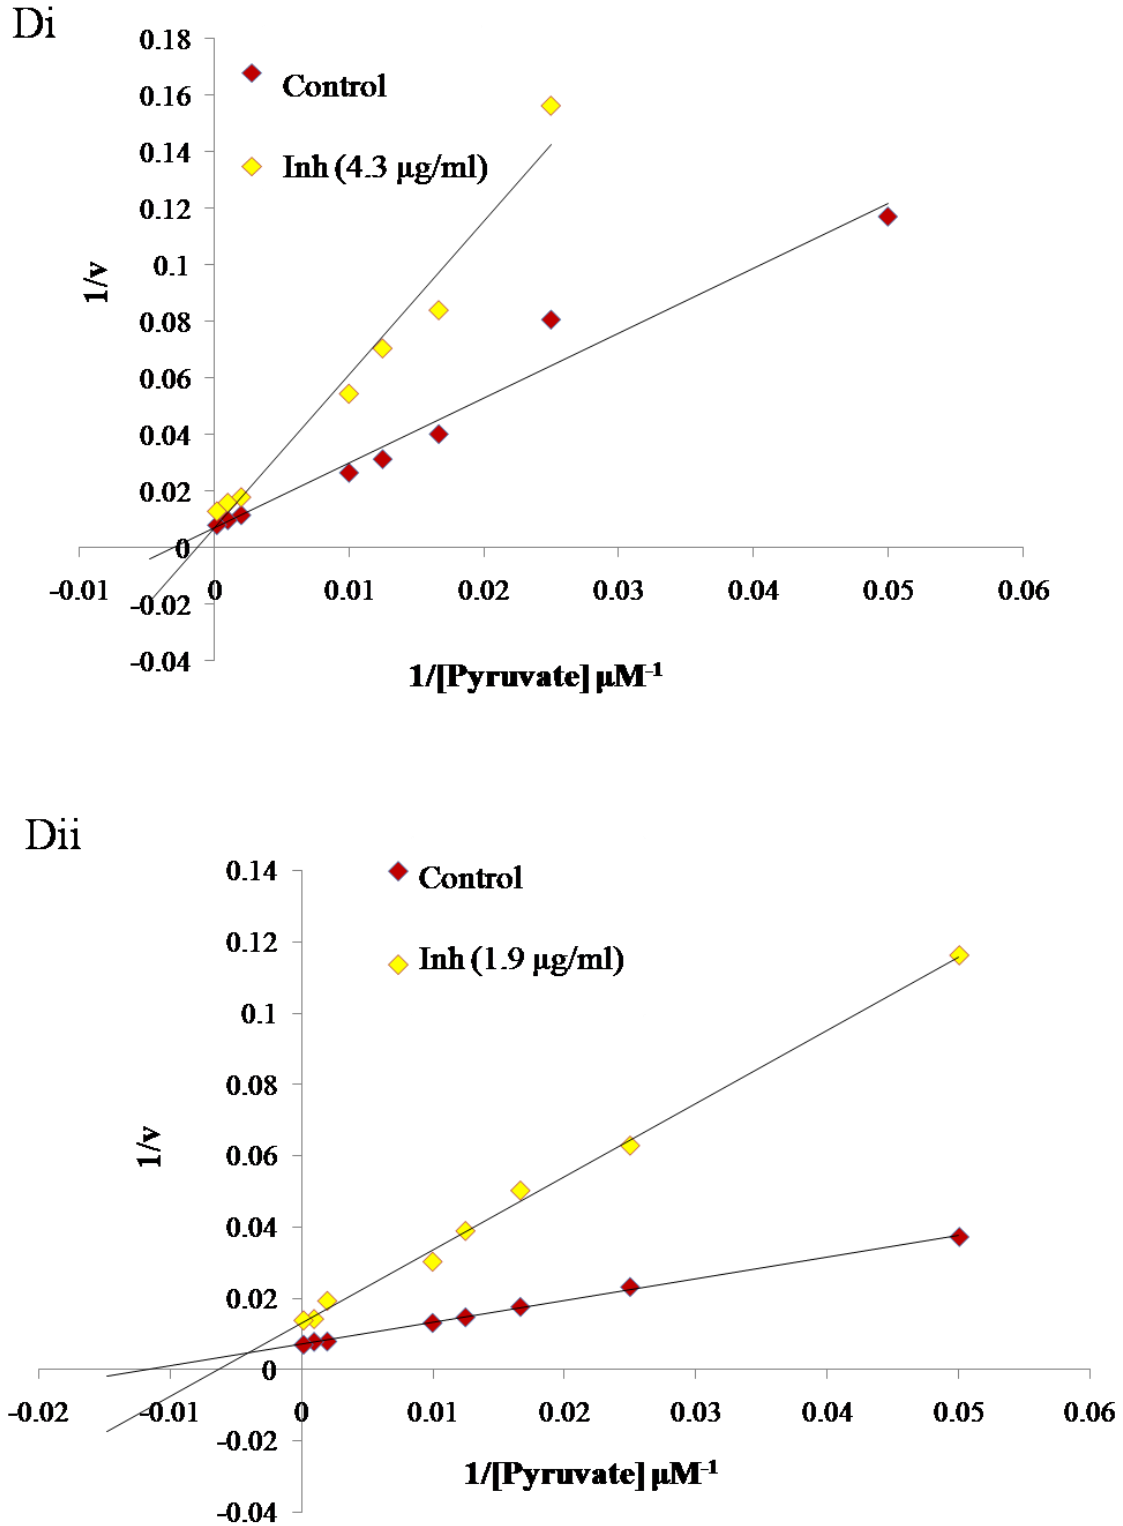 Di
0.18
0.16
0.14
0.12
0.1
0.08
0.06
0.04
0.02
0
-0.02
-0.04
1/v
Control
Inh (4.3 μg/ml)
-0.01 0 0.01 0.02 0.03 0.04 0.05 0.06
1/[Pyruvate] μM⁻¹
Dii
0.14
0.12
0.1
0.08
0.06
0.04
0.02
0
-0.02
-0.04
1/v
Control
Inh (1.9 μg/ml)
-0.02 -0.01 0 0.01 0.02 0.03 0.04 0.05 0.06
1/[Pyruvate] μM⁻¹